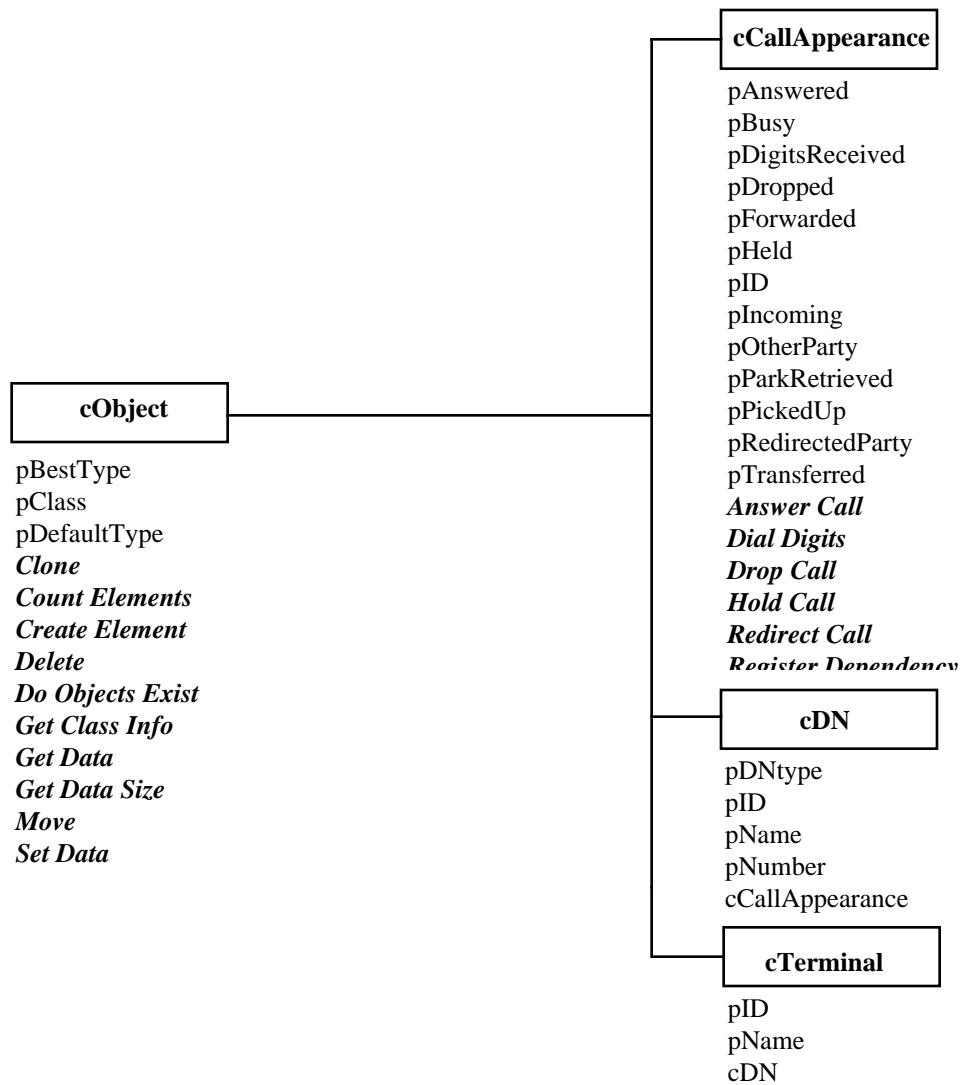 cCallAppearance
pAnswered
pBusy
pDigitsReceived
pDropped
pForwarded
pHeld
pID
pIncoming
pOtherParty
pParkRetrieved
pPickedUp
pRedirectedParty
pTransferred
Answer Call
Dial Digits
Drop Call
Hold Call
Redirect Call
Register Dependency
cObject
pBestType
pClass
pDefaultType
Clone
Count Elements
Create Element
Delete
Do Objects Exist
Get Class Info
Get Data
Get Data Size
Move
Set Data
cDN
pDNtype
pID
pName
pNumber
cCallAppearance
cTerminal
pID
pName
cDN